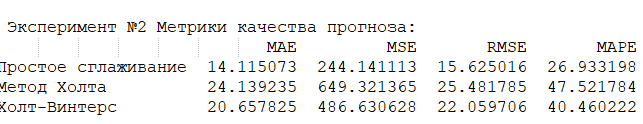 Эксперимент №2 Метрики качества прогноза:
MAE MSE RMSE MAPE
Простое сглаживание 14.115073 244.141113 15.625016 26.933198
Метод Холта 24.139235 649.321365 25.481785 47.521784
Холт-Винтерс 20.657825 486.630628 22.059706 40.460222